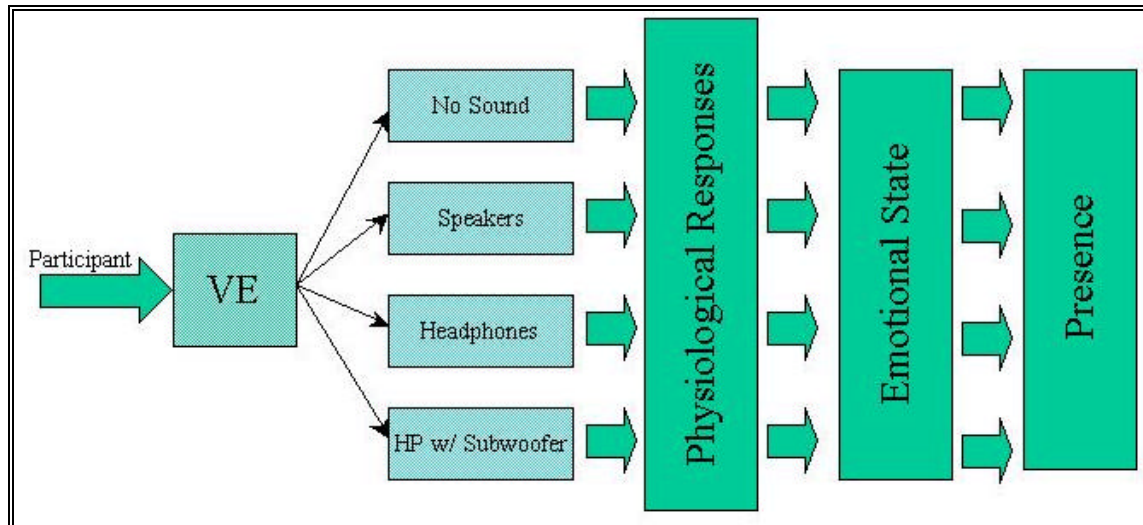 Participant
VE
No Sound
Speakers
Headphones
HP w/ Subwoofer
Physiological Responses
Emotional State
Presence